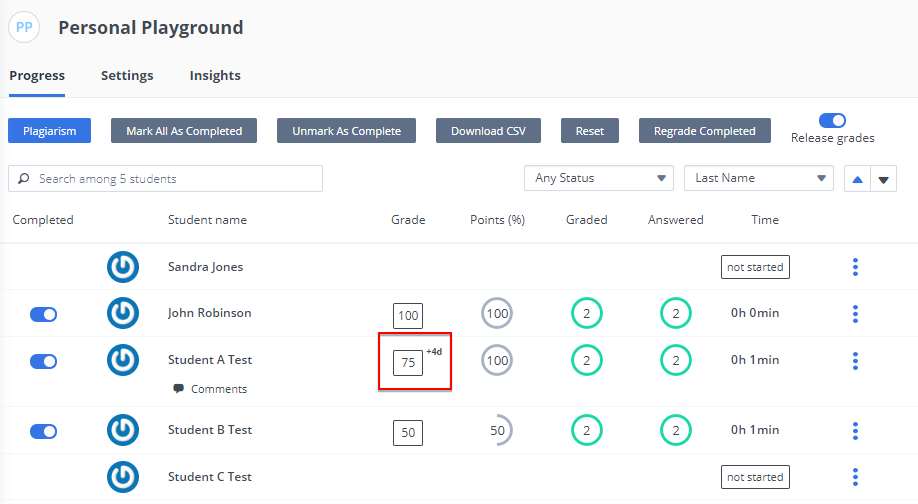 PP Personal Playground
Progress Settings Insights
Plagiarism Mark All As Completed Unmark As Complete Download CSV Reset Regrade Completed
Release grades
Search among 5 students Any Status Last Name
Completed Student name Grade Points (%) Graded Answered Time
Sandra Jones not started
John Robinson 100 100 2 2 0h 0min
Student A Test 75 +4d 100 2 2 0h 1min
Comments
Student B Test 50 50 2 2 0h 1min
Student C Test not started